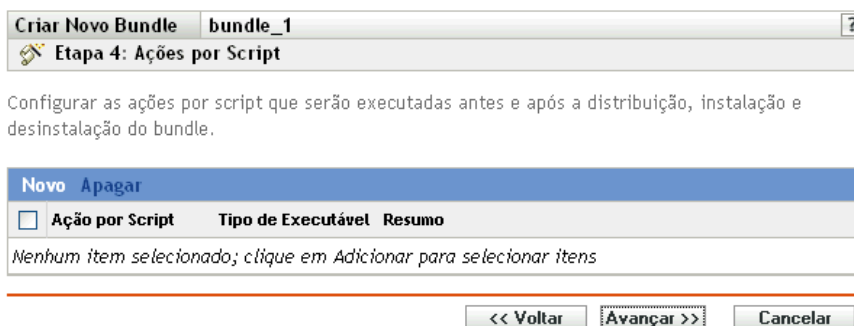 Criar Novo Bundle bundle_1 ?
Etapa 4: Ações por Script
Configurar as ações por script que serão executadas antes e após a distribuição, instalação e
desinstalação do bundle.
Novo Apagar
Ação por Script Tipo de Executável Resumo
Nenhum item selecionado; clique em Adicionar para selecionar itens
<< Voltar Avançar >> Cancelar